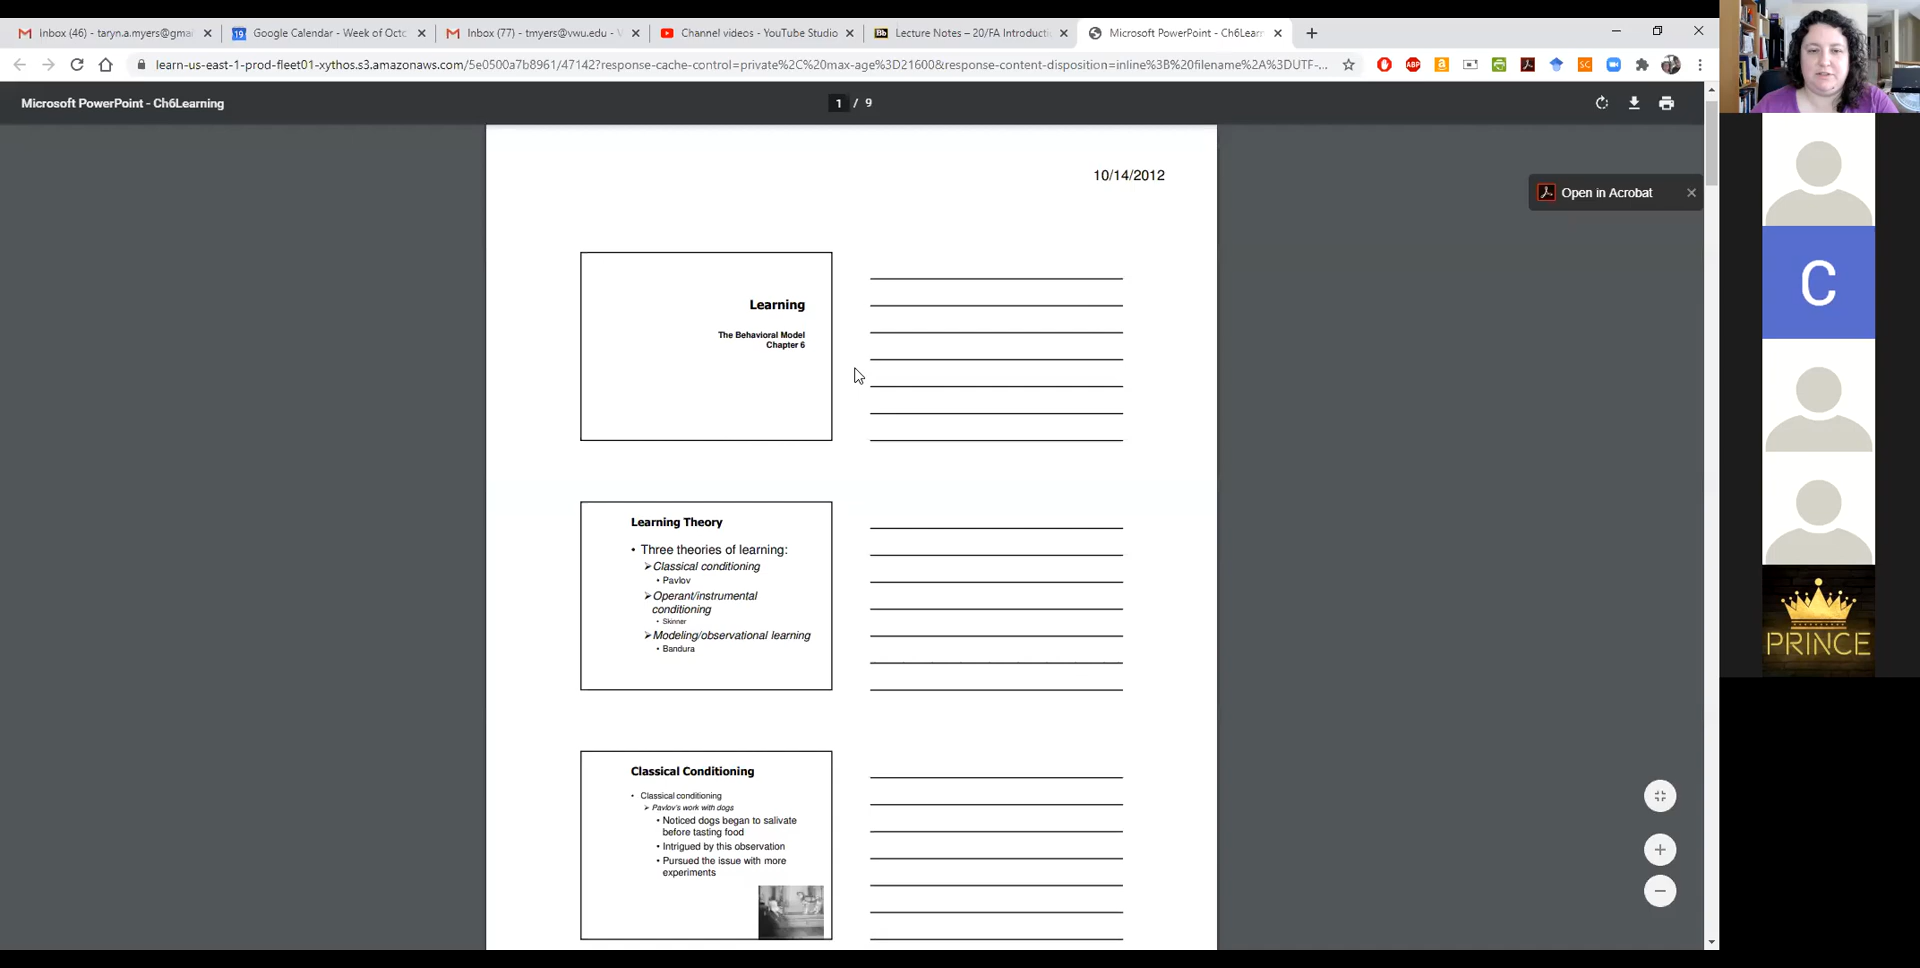 Inbox (46) - taryn.a.myers@gma
Google Calendar - Week of Octo
Inbox (77) - tmyers@vwu.edu - V
Channel videos - YouTube Studio
Lecture Notes – 20/FA Introducti
Microsoft PowerPoint - Ch6Learn
learn-us-east-1-prod-fleet01-xythos.s3.amazonaws.com/5e0500a7b8961/47142?response-cache-control=private%2C%20max-age%3D21600&response-content-disposition=inline%3B%20filename%2A%3DUTF-...
Microsoft PowerPoint - Ch6Learning
1 / 9
10/14/2012
Open in Acrobat
Learning
The Behavioral Model
Chapter 6
Learning Theory
• Three theories of learning:
➢Classical conditioning
• Pavlov
➢Operant/instrumental
conditioning
• Skinner
➢Modeling/observational learning
• Bandura
Classical Conditioning
• Classical conditioning
➢ Pavlov's work with dogs
• Noticed dogs began to salivate
before tasting food
• Intrigued by this observation
• Pursued the issue with more
experiments
C
PRINCE
19
Bb
ABP
a
SC